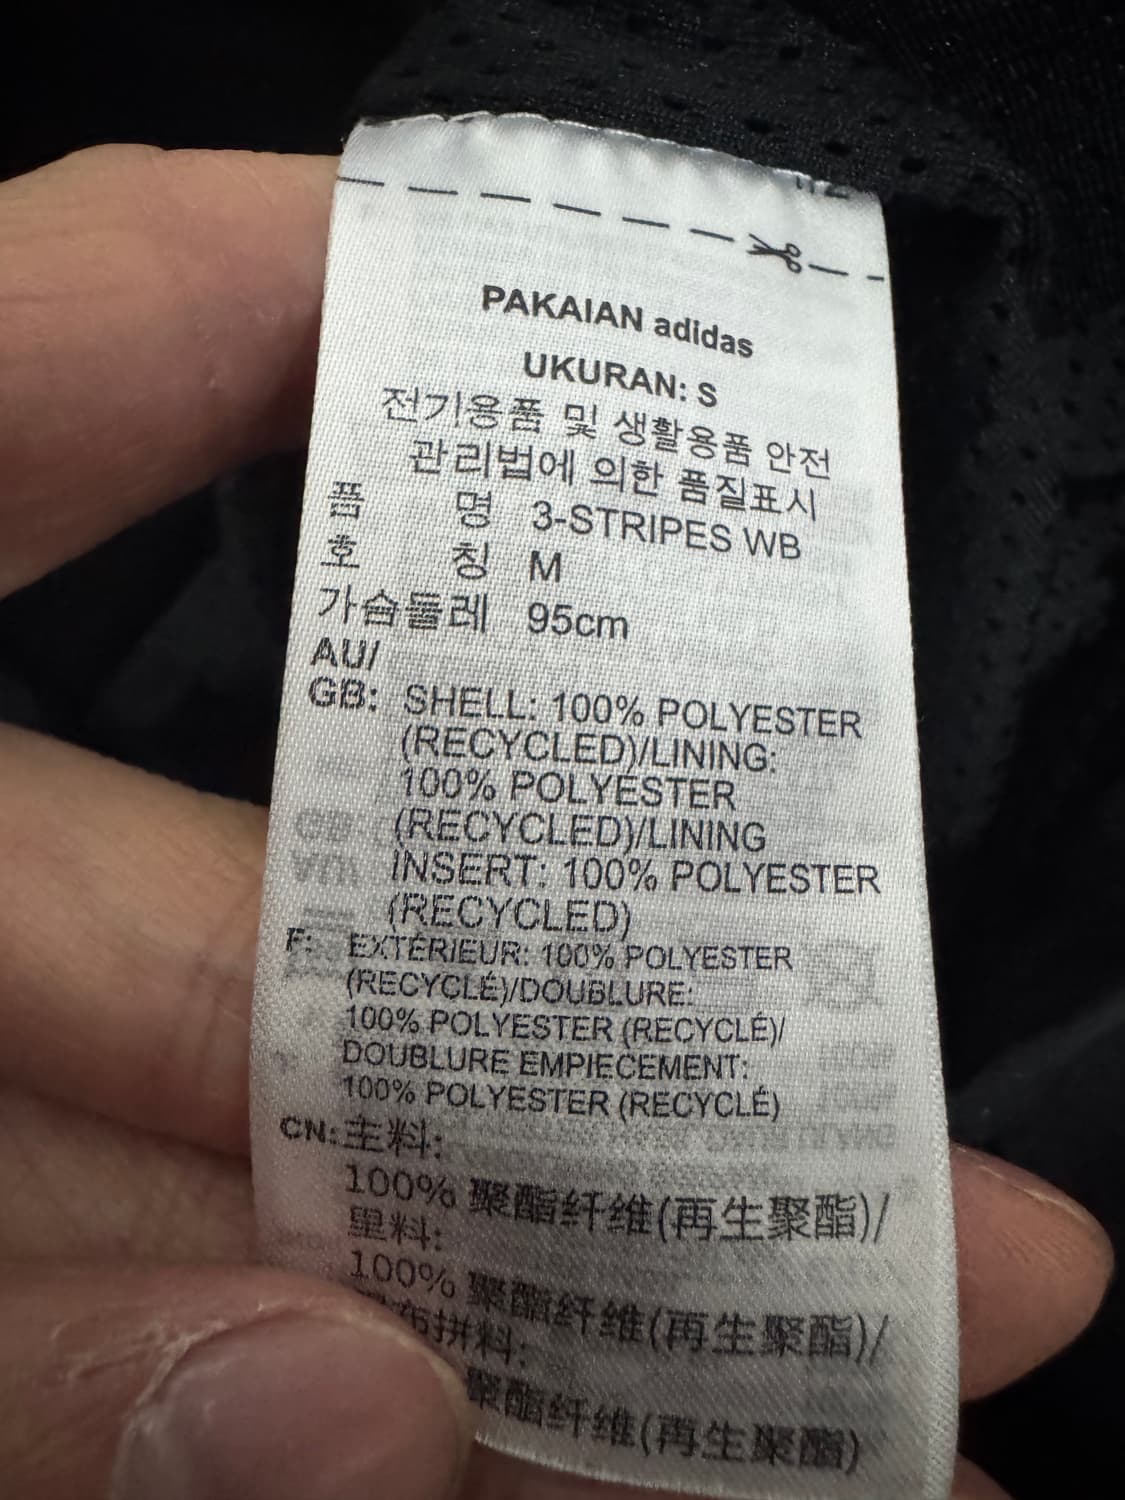 PAKAIAN adidas
UKURAN: S
전기용품 및 생활용품 안전
관리법에 의한 품질표시
품 명 3-STRIPES WB
호 칭 M
가슴둘레 95cm
AU/
GB: SHELL: 100% POLYESTER
(RECYCLED)/LINING:
100% POLYESTER
(RECYCLED)/LINING
INSERT: 100% POLYESTER
(RECYCLED)
F: EXTÉRIEUR: 100% POLYESTER
(RECYCLÉ)/DOUBLURE:
100% POLYESTER (RECYCLÉ)/
DOUBLURE EMPIECEMENT:
100% POLYESTER (RECYCLÉ)
CN: 主料:
100% 聚酯纤维(再生聚酯)/
里料:
100% 聚酯纤维(再生聚酯)/
布拼料:
聚酯纤维(再生聚酯)